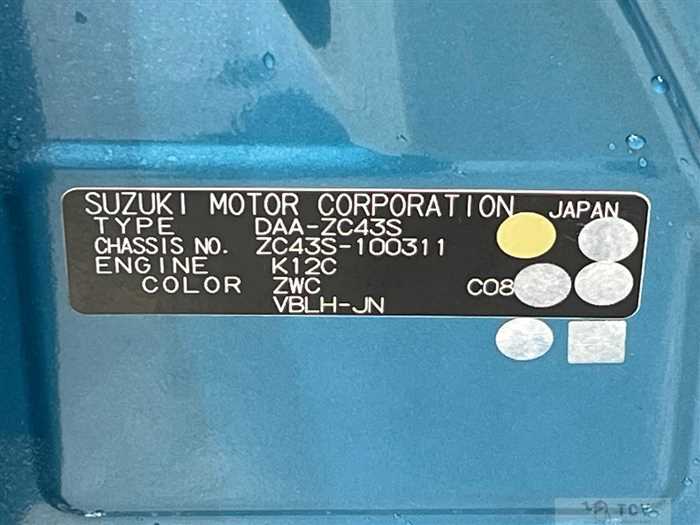 SUZUKI MOTOR CORPORATION JAPAN
TYPE DAA-ZC43S
CHASSIS NO. ZC43S-100311
ENGINE K12C
COLOR ZWC C08
VBLH-JN